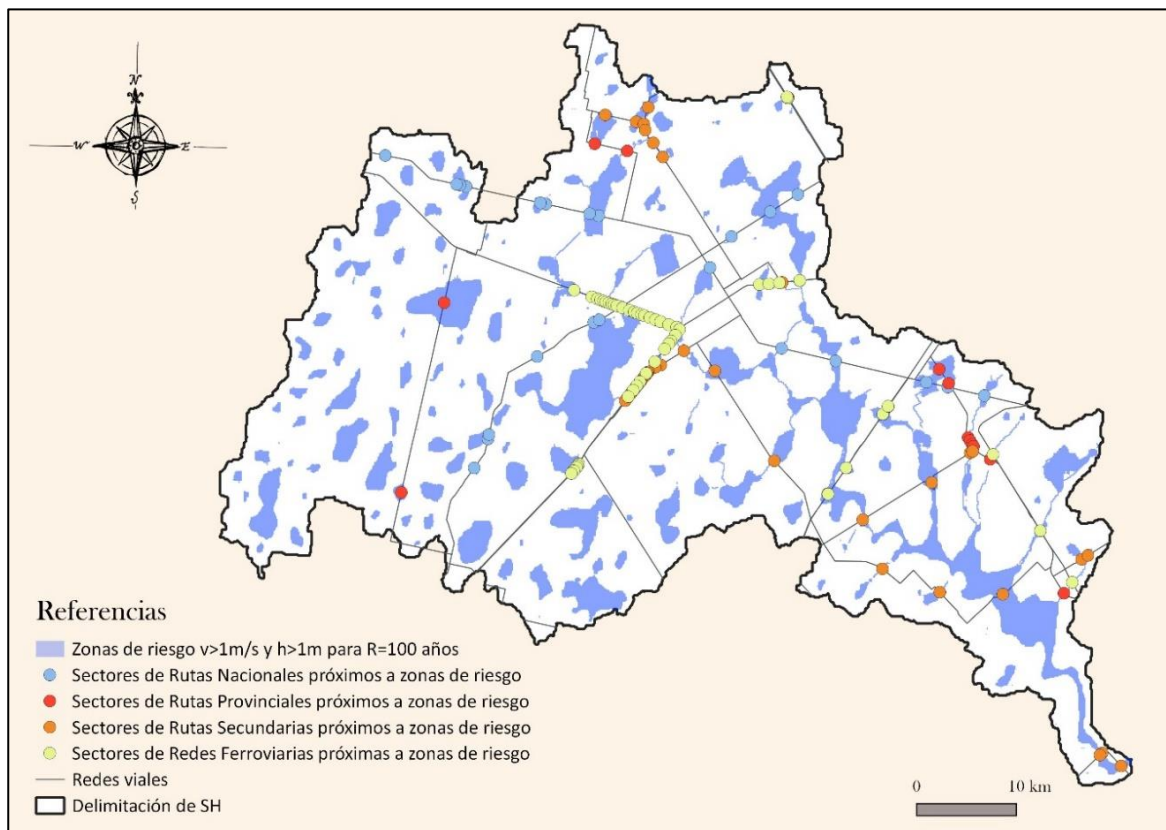 N
W E
S
Referencias
Zonas de riesgo v>1m/s y h>1m para R=100 años
Sectores de Rutas Nacionales próximos a zonas de riesgo
Sectores de Rutas Provinciales próximos a zonas de riesgo
Sectores de Rutas Secundarias próximos a zonas de riesgo
Sectores de Redes Ferroviarias próximas a zonas de riesgo
Redes viales
Delimitación de SH
0 10 km